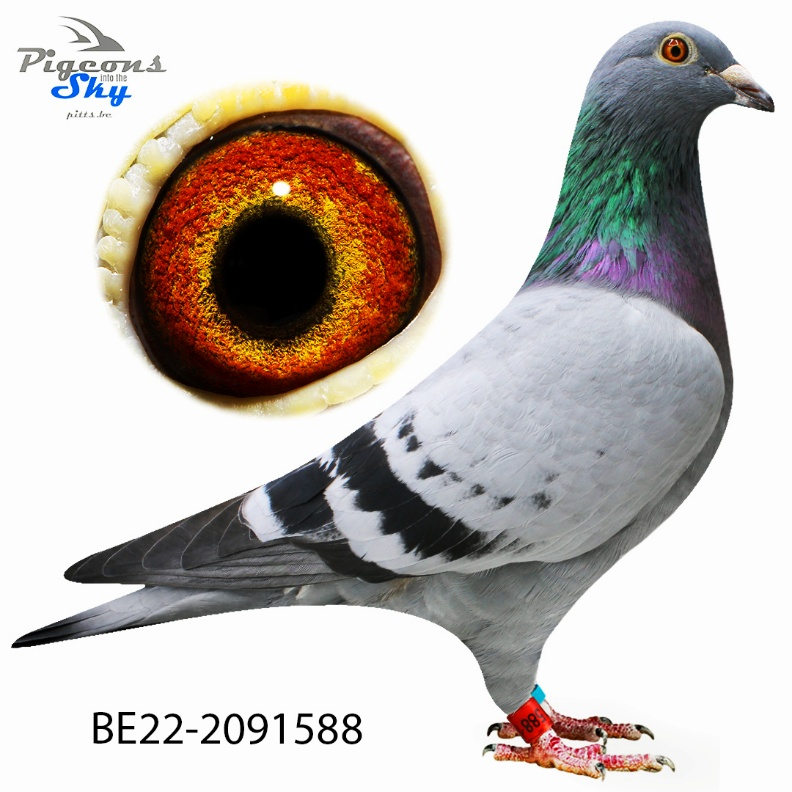 Pigeons
into the
Sky
pitts.be
BE22-2091588
88